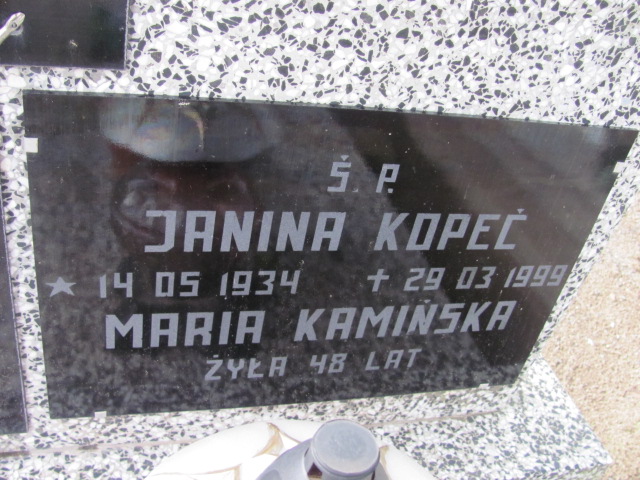 Ś. P.
JANINA KOPEĆ
★ 14 05 1934 ✝ 29 03 1999
MARIA KAMIŃSKA
ŻYŁA 48 LAT